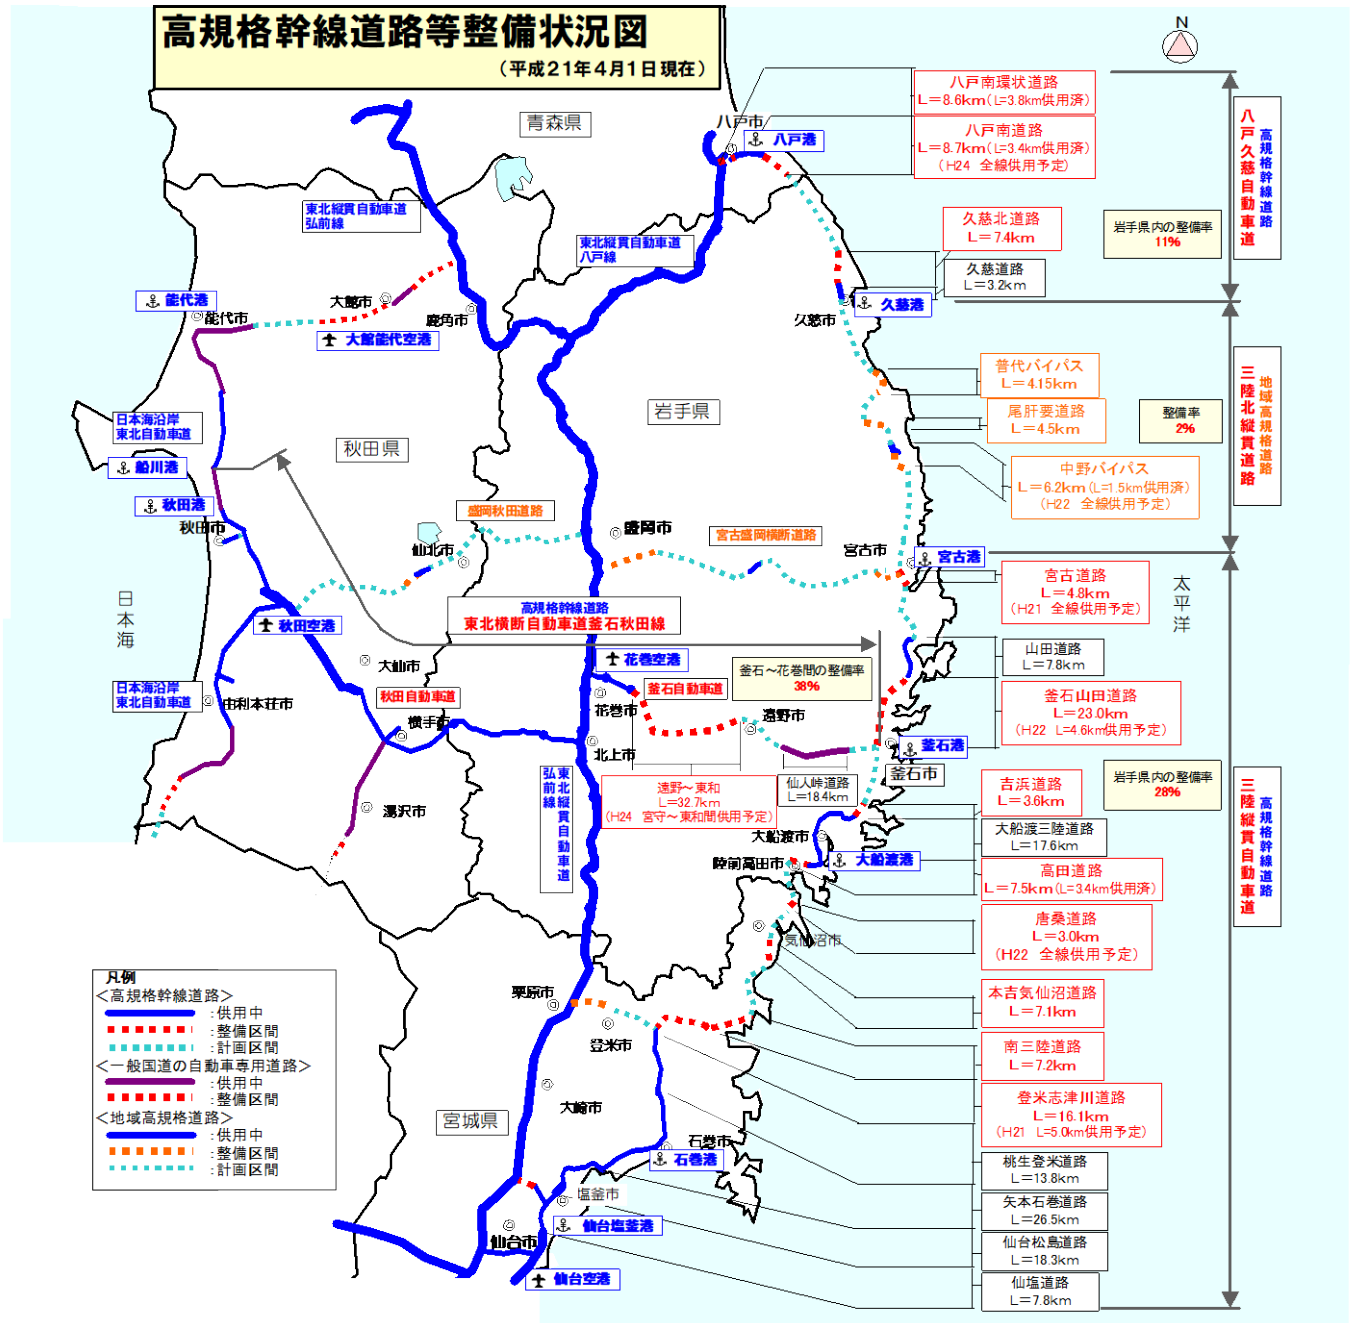 高規格幹線道路等整備状況図
（平成21年4月1日現在）
N
青森県
八戸市
八戸港
八戸南環状道路
L＝8.6km（L=3.8km供用済）
八戸南道路
L＝8.7km（L=3.4km供用済）
（H24 全線供用予定）
八戸久慈自動車道
高規格幹線道路
岩手県内の整備率
11%
久慈北道路
L＝7.4km
久慈道路
L＝3.2km
久慈市
久慈港
東北縦貫自動車道
弘前線
東北縦貫自動車道
八戸線
能代港
能代市
大館市
鹿角市
大館能代空港
普代バイパス
L＝4.15km
尾肝要道路
L＝4.5km
中野バイパス
L＝6.2km（L=1.5km供用済）
（H22 全線供用予定）
整備率
2%
三陸北縦貫道路
地域高規格道路
岩手県
秋田県
日本海沿岸
東北自動車道
船川港
秋田港
秋田市
盛岡秋田道路
仙北市
盛岡市
宮古盛岡横断道路
宮古市
宮古港
宮古道路
L＝4.8km
（H21 全線供用予定）
太平洋
日本海
高規格幹線道路
東北横断自動車道釜石秋田線
秋田空港
花巻空港
釜石～花巻間の整備率
38%
山田道路
L＝7.8km
釜石山田道路
L＝23.0km
（H22 L=4.6km供用予定）
大仙市
日本海沿岸
東北自動車道
由利本荘市
秋田自動車道
横手市
釜石自動車道
花巻市
遠野市
北上市
釜石港
釜石市
東北縦貫自動車道
弘前線
遠野～東和
L＝32.7km
（H24 宮守～東和間供用予定）
仙人峠道路
L＝18.4km
湯沢市
吉浜道路
L＝3.6km
岩手県内の整備率
28%
三陸縦貫自動車道
高規格幹線道路
大船渡三陸道路
L＝17.6km
大船渡市
大船渡港
陸前高田市
高田道路
L＝7.5km（L=3.4km供用済）
唐桑道路
L＝3.0km
（H22 全線供用予定）
気仙沼市
本吉気仙沼道路
L＝7.1km
南三陸道路
L＝7.2km
登米志津川道路
L＝16.1km
（H21 L=5.0km供用予定）
桃生登米道路
L＝13.8km
矢本石巻道路
L＝26.5km
仙台松島道路
L＝18.3km
仙塩道路
L＝7.8km
栗原市
登米市
大崎市
宮城県
石巻市
石巻港
塩釜市
仙台塩釜港
仙台市
仙台空港
凡例
＜高規格幹線道路＞
：供用中
：整備区間
：計画区間
＜一般国道の自動車専用道路＞
：供用中
：整備区間
＜地域高規格道路＞
：供用中
：整備区間
：計画区間